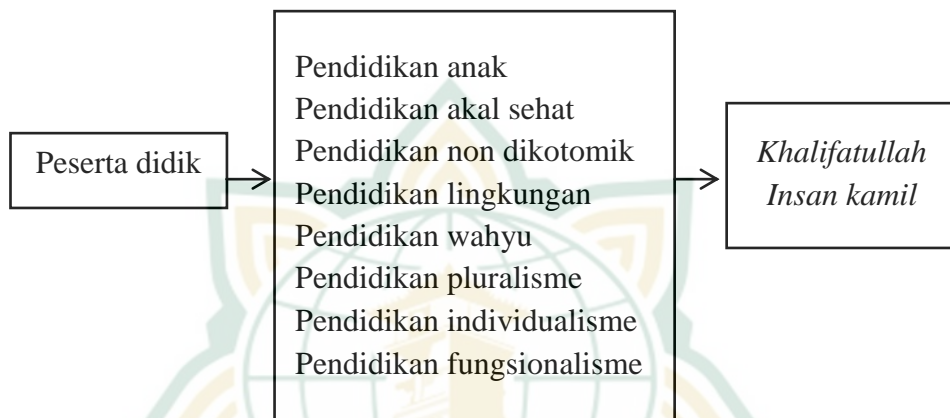 Peserta didik
Pendidikan anak
Pendidikan akal sehat
Pendidikan non dikotomik
Pendidikan lingkungan
Pendidikan wahyu
Pendidikan pluralisme
Pendidikan individualisme
Pendidikan fungsionalisme
Khalifatullah
Insan kamil